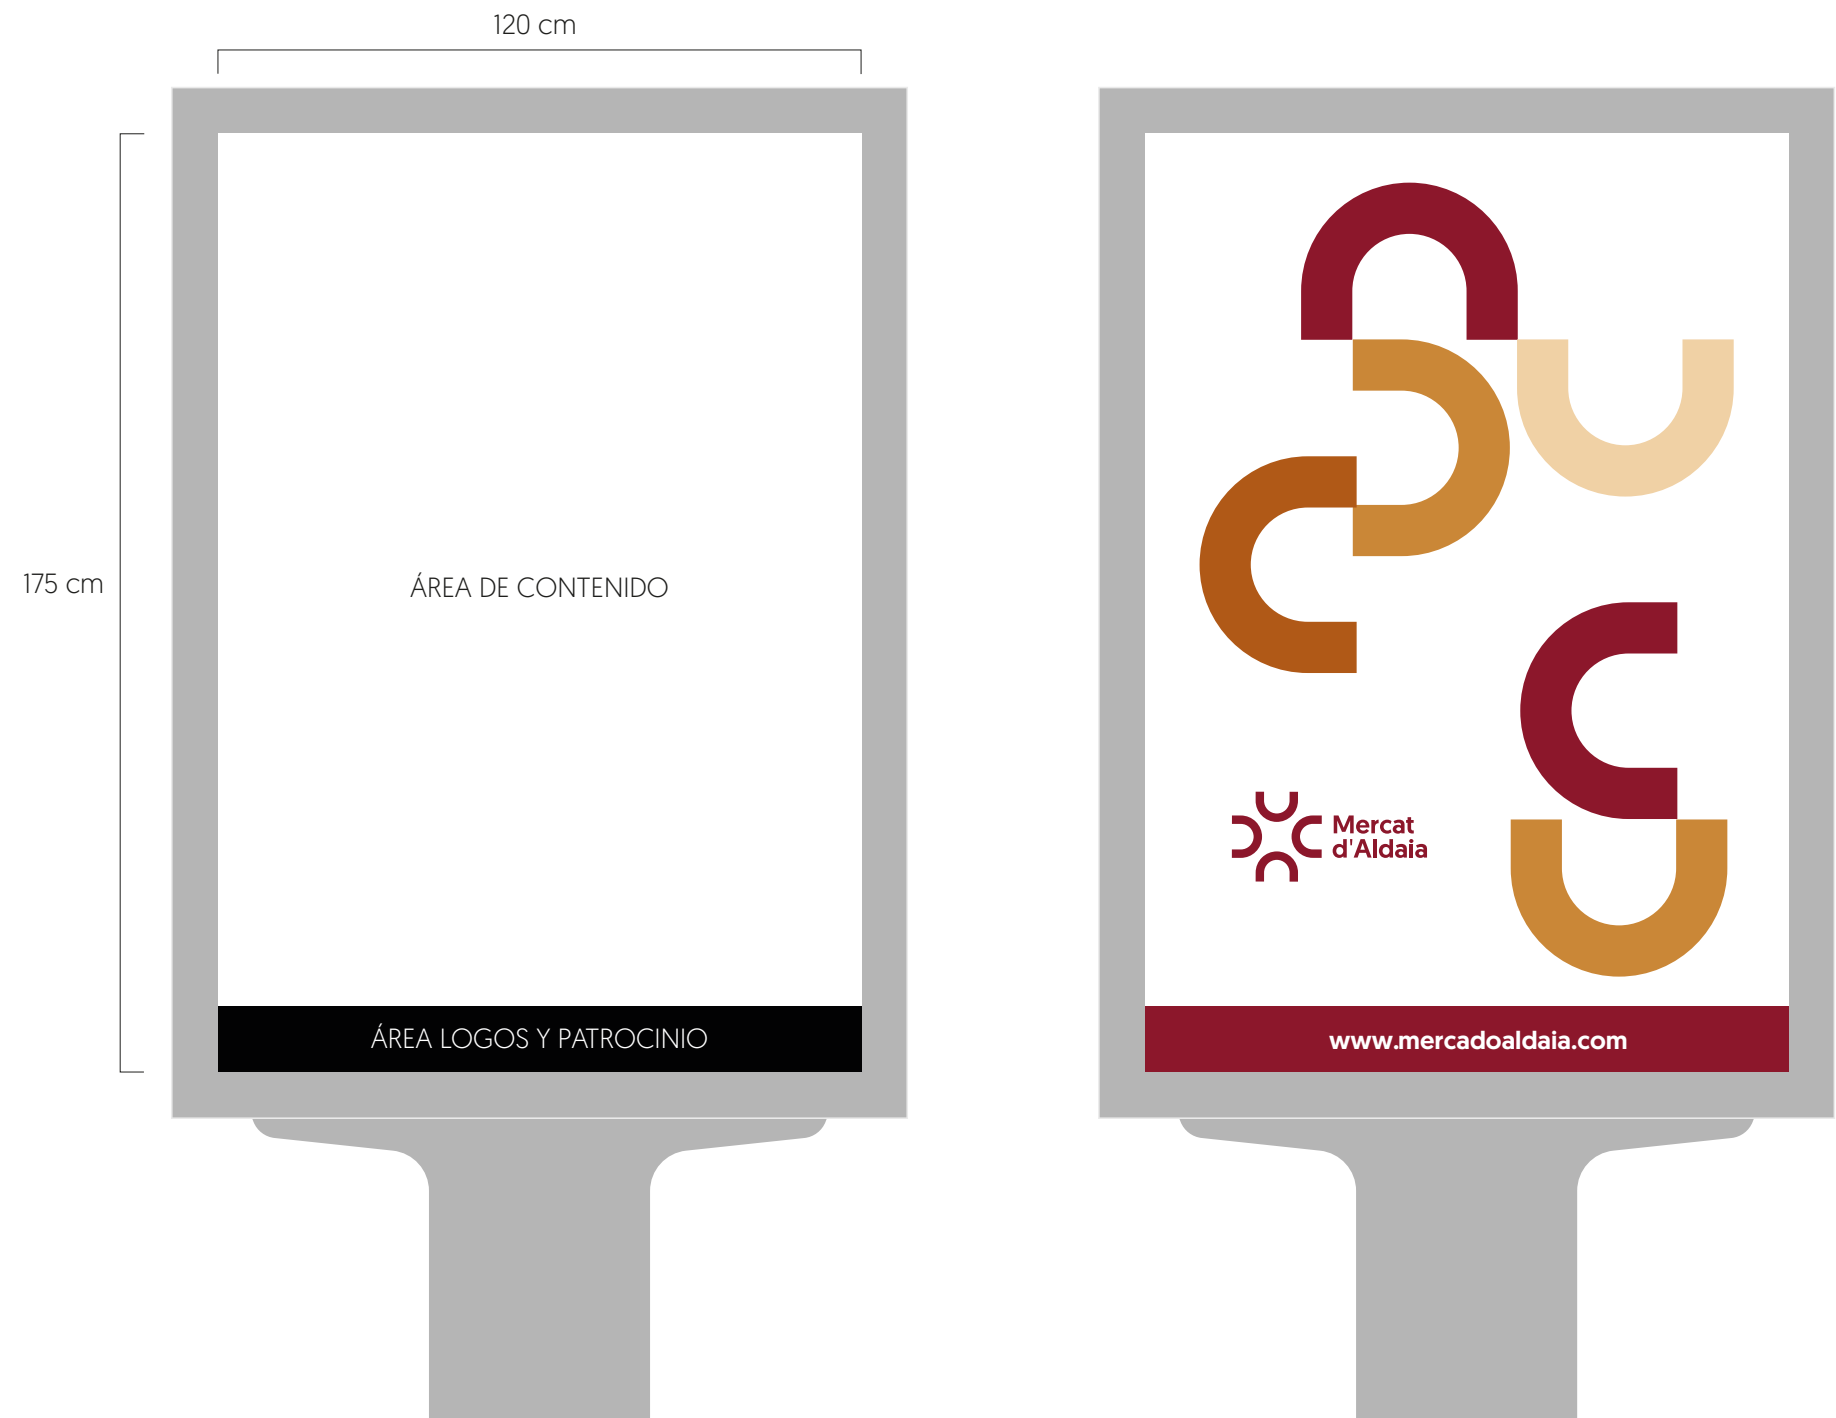 120 cm
175 cm
ÁREA DE CONTENIDO
ÁREA LOGOS Y PATROCINIO
Mercat
d'Aldaia
www.mercadoaldaia.com